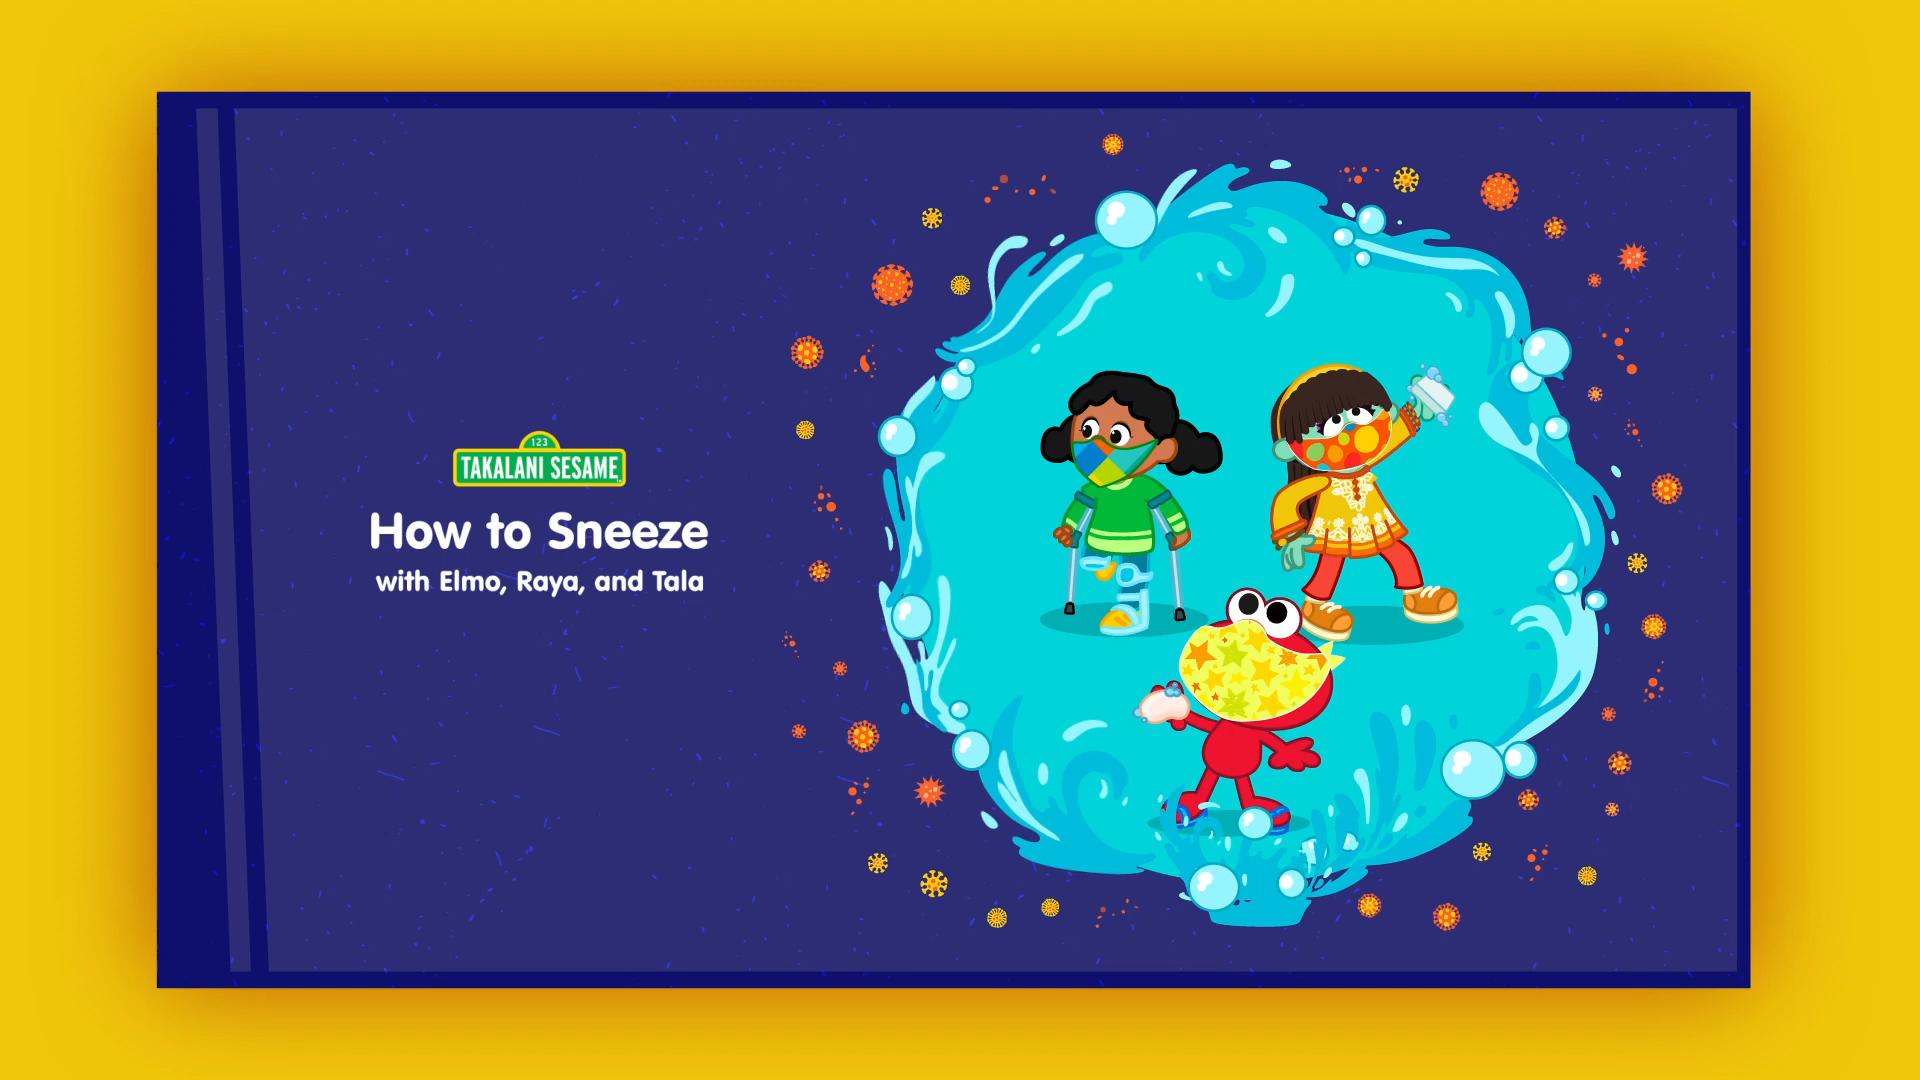 123
TAKALANI SESAME
How to Sneeze
with Elmo, Raya, and Tala